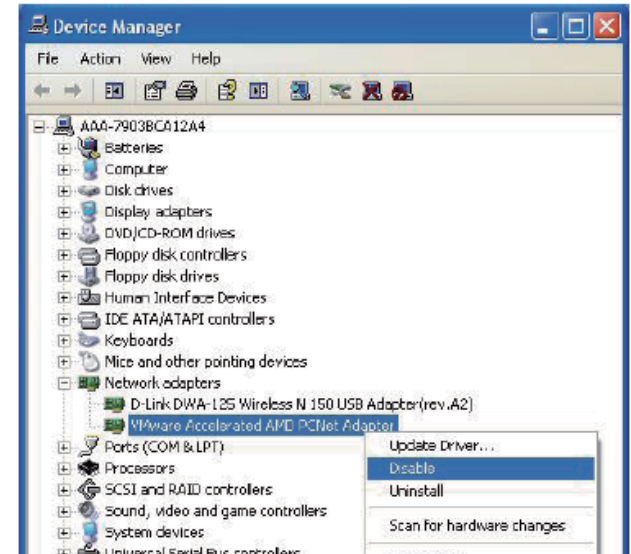 Device Manager
File Action View Help
AAA-7903BCA12A4
Batteries
Computer
Disk drives
Display adapters
DVD/CD-ROM drives
Floppy disk controllers
Floppy disk drives
Human Interface Devices
IDE ATA/ATAPI controllers
Keyboards
Mice and other pointing devices
Network adapters
D-Link DWA-125 Wireless N 150 USB Adapter(rev.A2)
VMware Accelerated AMD PCNet Adapter
Ports (COM & LPT)
Update Driver...
Processors
Disable
SCSI and RAID controllers
Uninstall
Sound, video and game controllers
System devices
Scan for hardware changes
Universal Serial Bus controllers